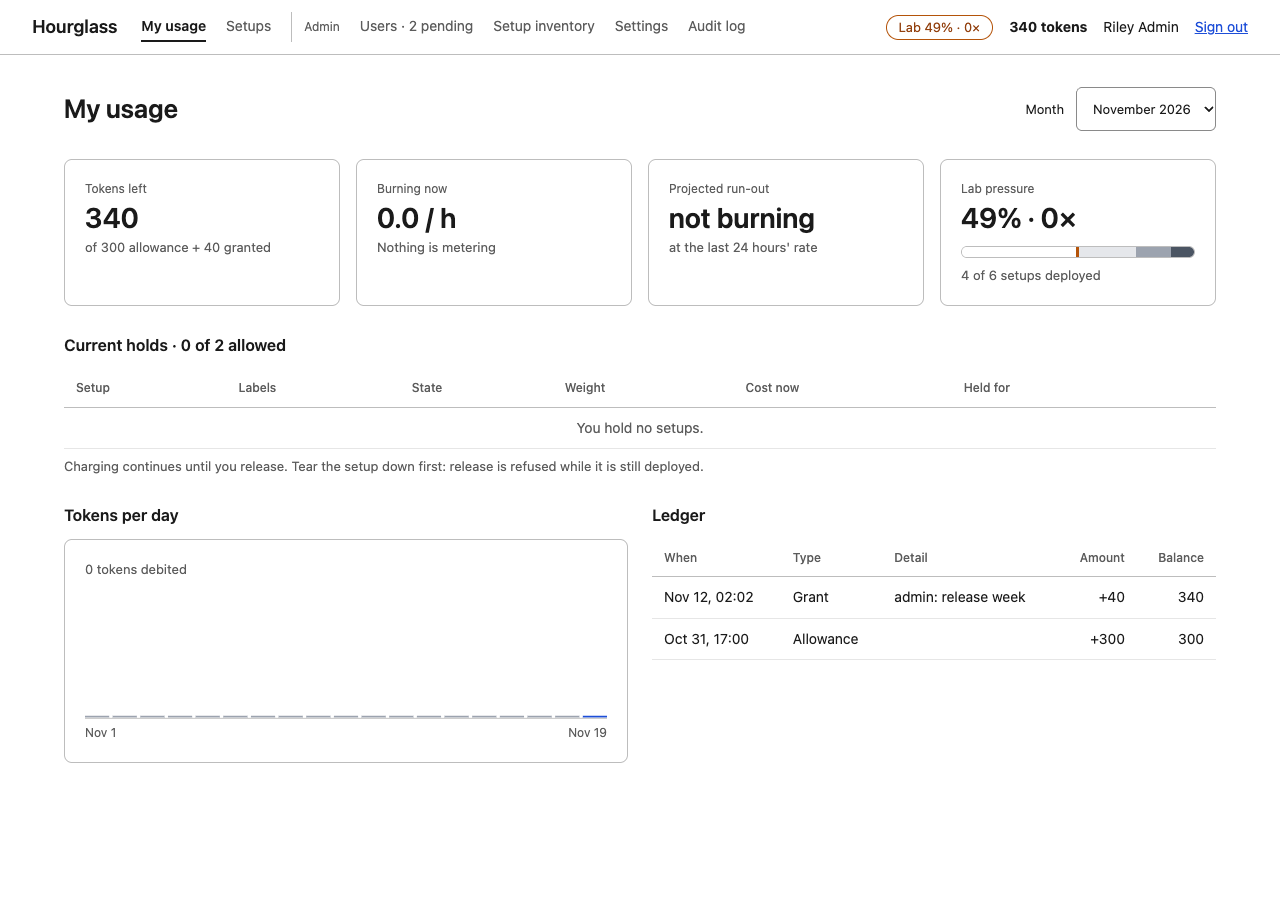 Hourglass My usage Setups Admin Users · 2 pending Setup inventory Settings Audit log Lab 49% · 0× 340 tokens Riley Admin Sign out
My usage Month November 2026
Tokens left
340
of 300 allowance + 40 granted
Burning now
0.0 / h
Nothing is metering
Projected run-out
not burning
at the last 24 hours' rate
Lab pressure
49% · 0×
4 of 6 setups deployed
Current holds · 0 of 2 allowed
Setup Labels State Weight Cost now Held for
You hold no setups.
Charging continues until you release. Tear the setup down first: release is refused while it is still deployed.
Tokens per day
0 tokens debited
Nov 1 Nov 19
Ledger
When Type Detail Amount Balance
Nov 12, 02:02 Grant admin: release week +40 340
Oct 31, 17:00 Allowance +300 300